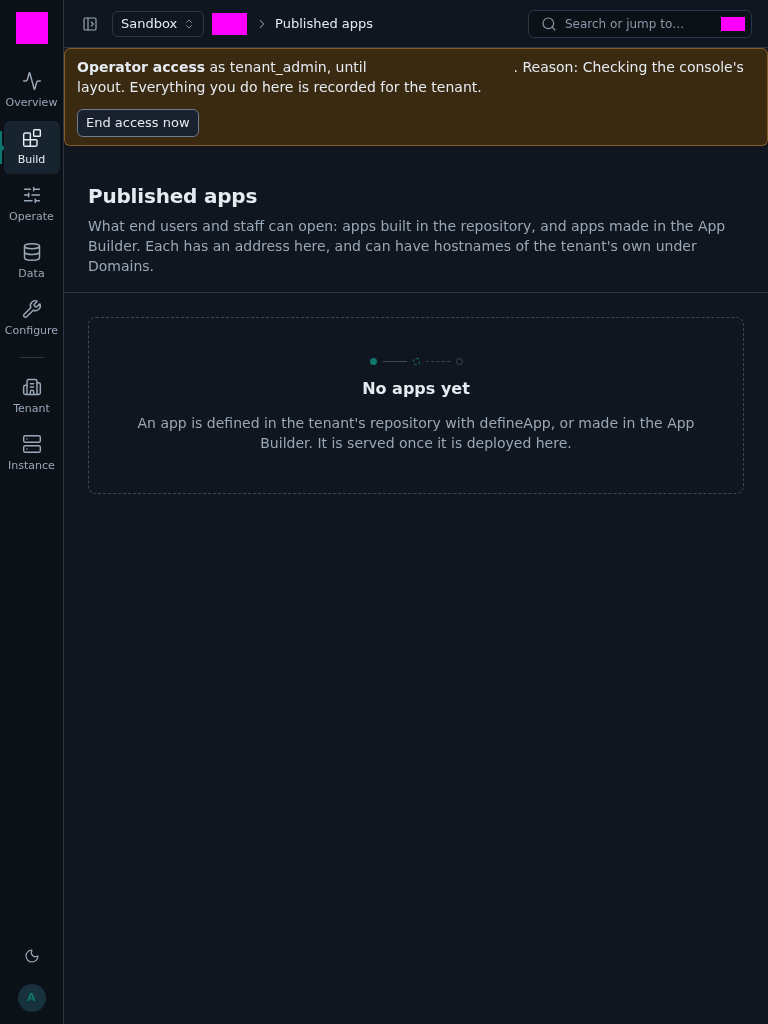 Sandbox
Published apps
Search or jump to...
Operator access as tenant_admin, until . Reason: Checking the console's
layout. Everything you do here is recorded for the tenant.
End access now
Overview
Build
Operate
Data
Configure
Tenant
Instance
A
Published apps
What end users and staff can open: apps built in the repository, and apps made in the App
Builder. Each has an address here, and can have hostnames of the tenant's own under
Domains.
No apps yet
An app is defined in the tenant's repository with defineApp, or made in the App
Builder. It is served once it is deployed here.